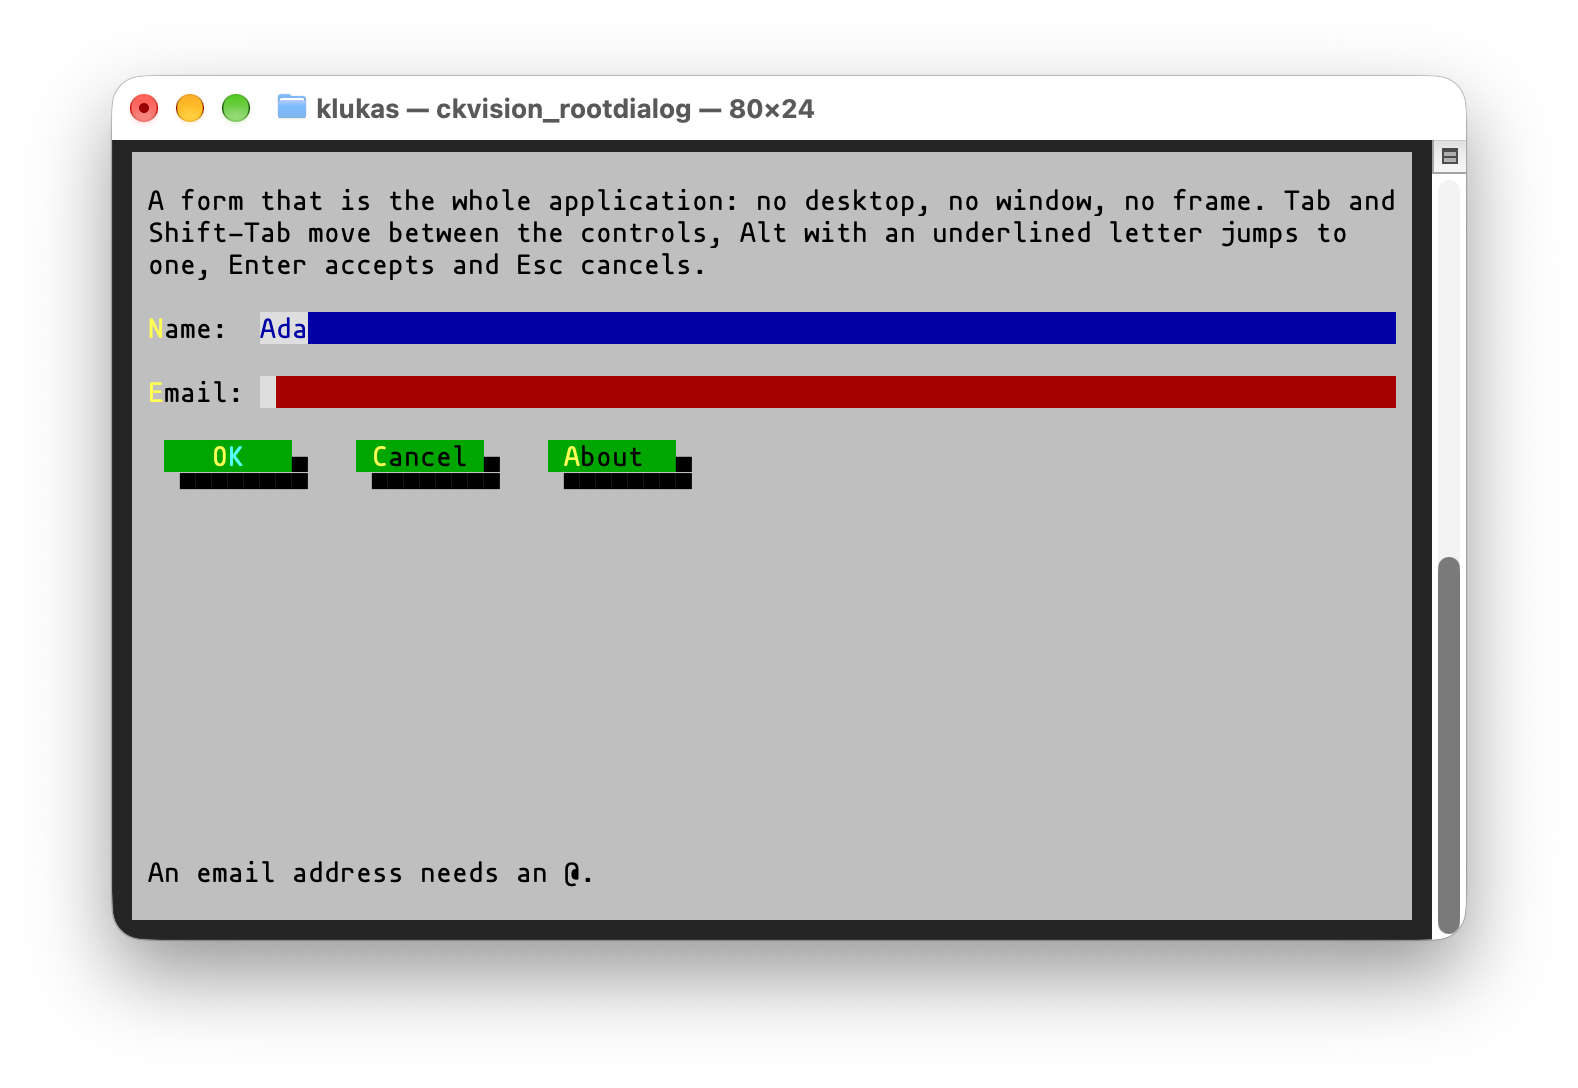 klukas — ckvision_rootdialog — 80×24
A form that is the whole application: no desktop, no window, no frame. Tab and
Shift-Tab move between the controls, Alt with an underlined letter jumps to
one, Enter accepts and Esc cancels.
Name: Ada
Email:
OK Cancel About
An email address needs an @.